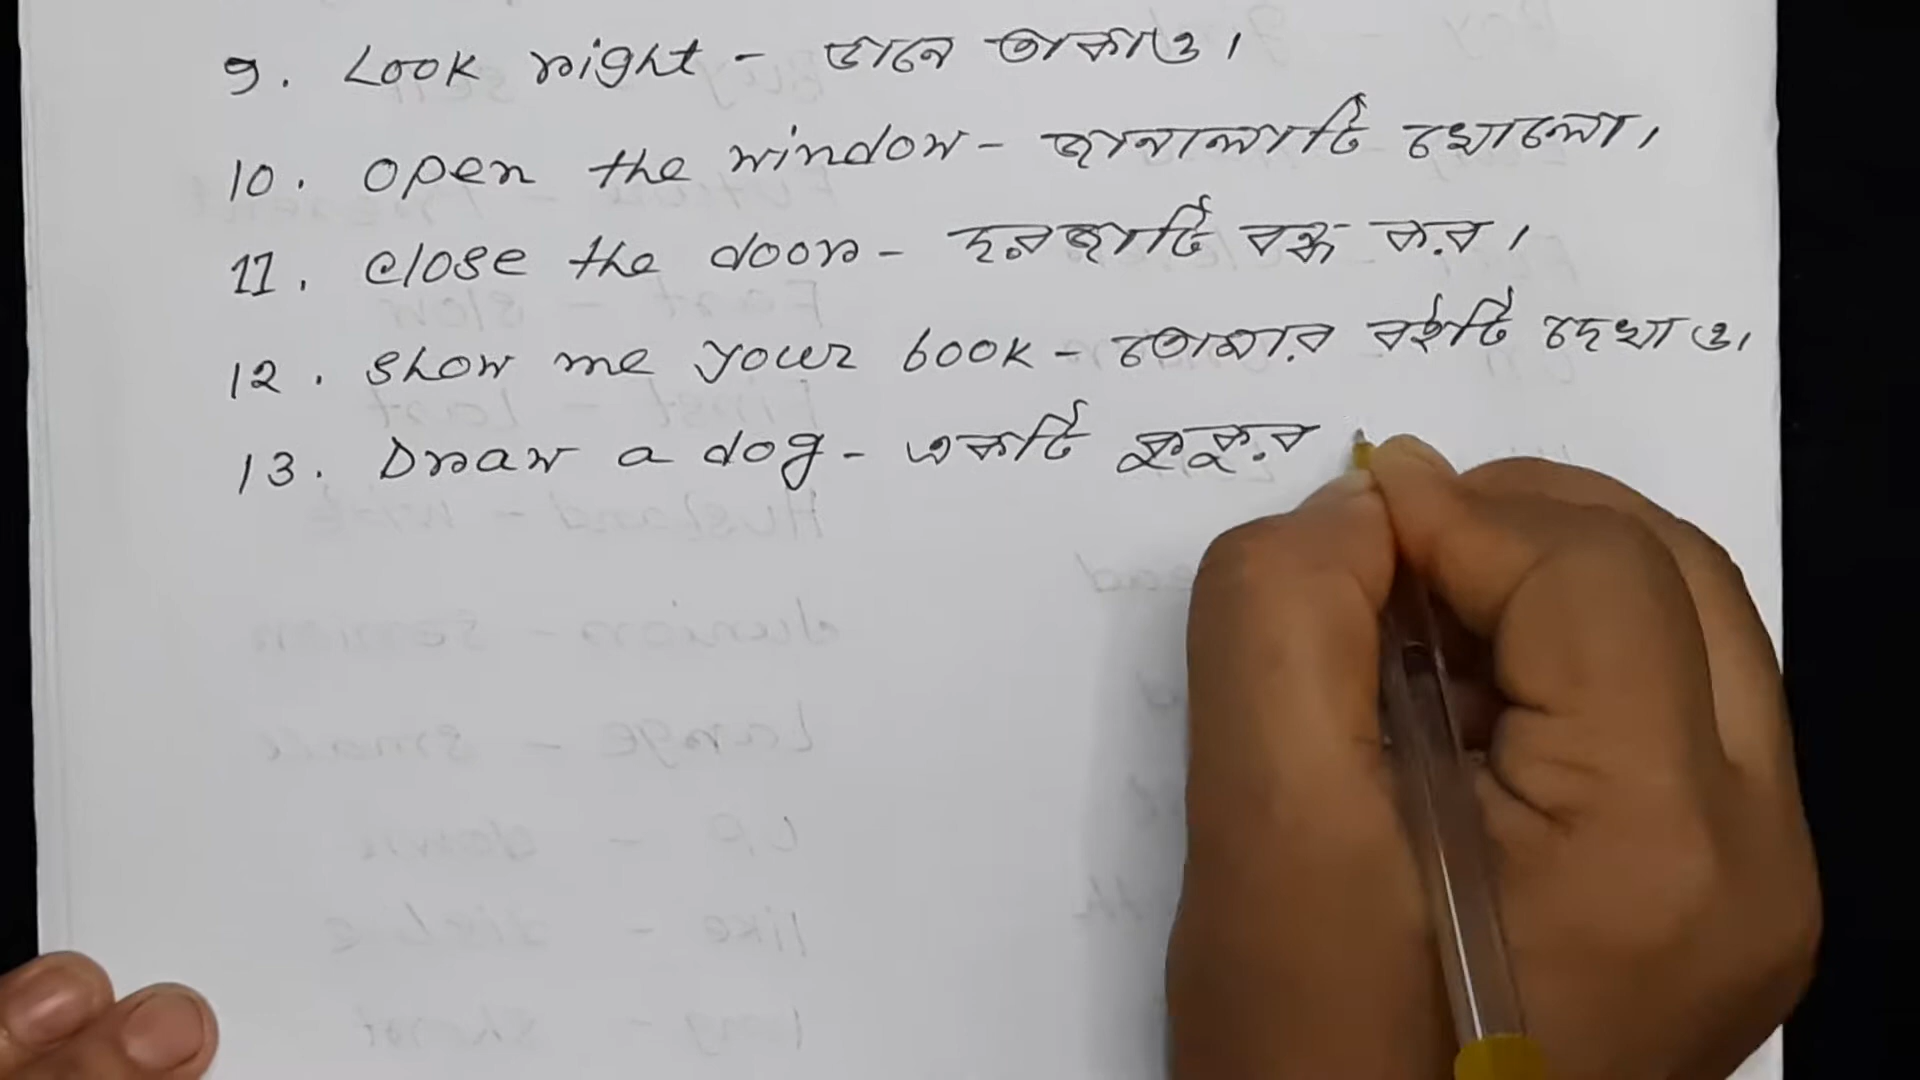 9. Look right - ডানে তাকাও।
10. open the window - জানালাটি খোলো।
11. close the door - দরজাটি বন্ধ কর।
12. show me your book - তোমার বইটি দেখাও।
13. Draw a dog - একটি কুকুর